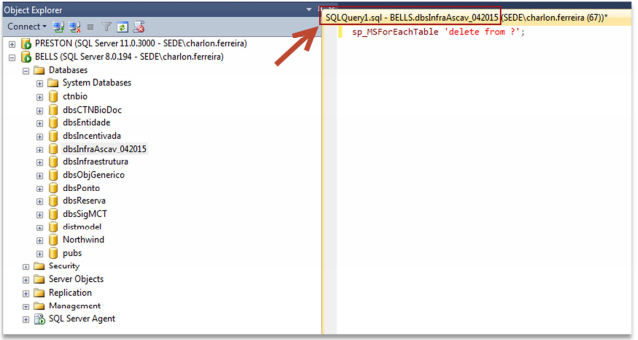 Object Explorer
Connect
PRESTON (SQL Server 11.0.3000 - SEDE\charlon.ferreira)
BELLS (SQL Server 8.0.194 - SEDE\charlon.ferreira)
Databases
System Databases
ctnbio
dbsCTNBioDoc
dbsEntidade
dbsIncentivada
dbsInfraAscav_042015
dbsInfraestrutura
dbsObjGenerico
dbsPonto
dbsReserva
dbsSigMCT
distmodel
Northwind
pubs
Security
Server Objects
Replication
Management
SQL Server Agent
SQLQuery1.sql - BELLS.dbsInfraAscav_042015 (SEDE\charlon.ferreira (67))*
sp_MSForEachTable 'delete from ?';